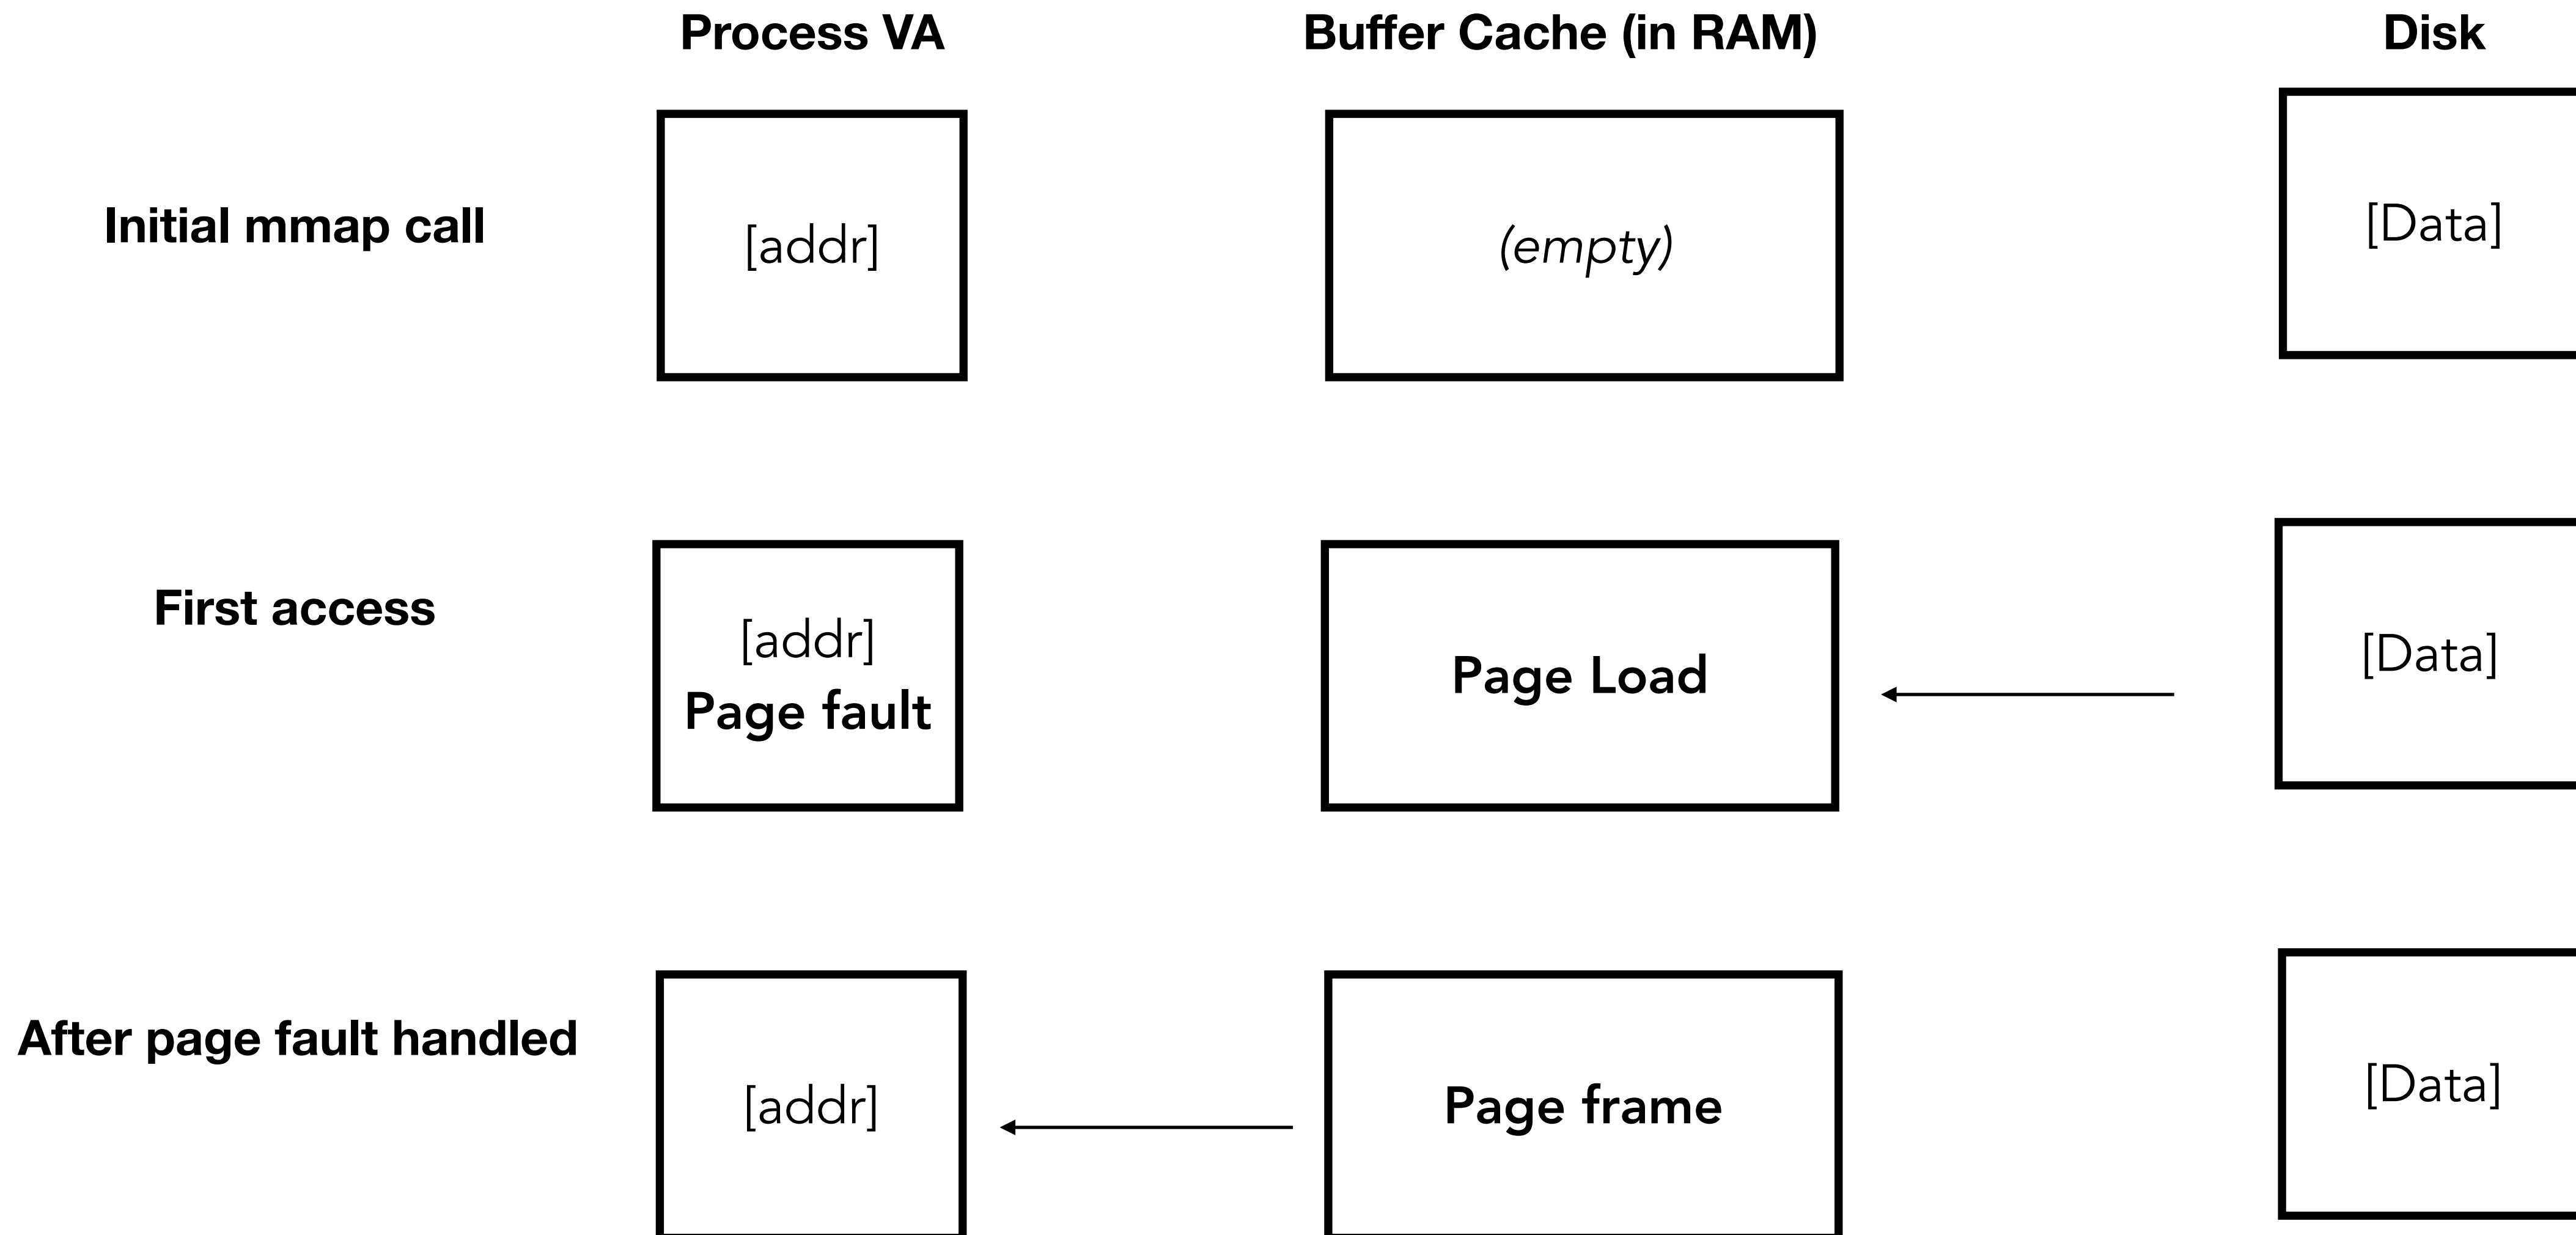 Process VA
Buffer Cache (in RAM)
Disk
Initial mmap call
[addr]
(empty)
[Data]
First access
[addr]
Page fault
Page Load
[Data]
After page fault handled
[addr]
Page frame
[Data]